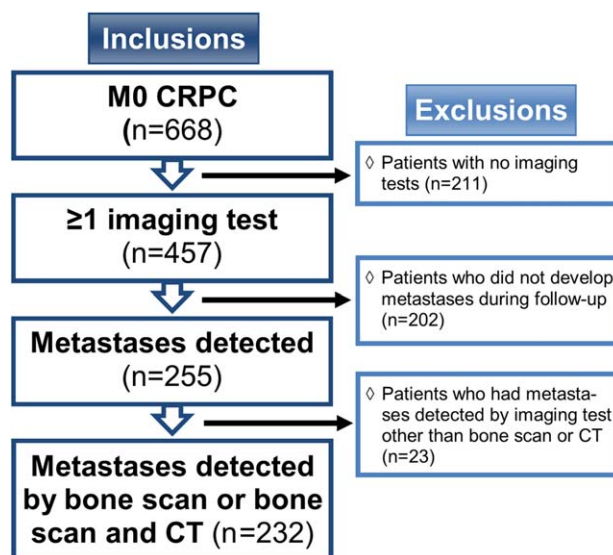 Inclusions
M0 CRPC
(n=668)
Exclusions
◊ Patients with no imaging
tests (n=211)
≥1 imaging test
(n=457)
◊ Patients who did not develop
metastases during follow-up
(n=202)
Metastases detected
(n=255)
◊ Patients who had metasta-
ses detected by imaging test
other than bone scan or CT
(n=23)
Metastases detected
by bone scan or bone
scan and CT (n=232)